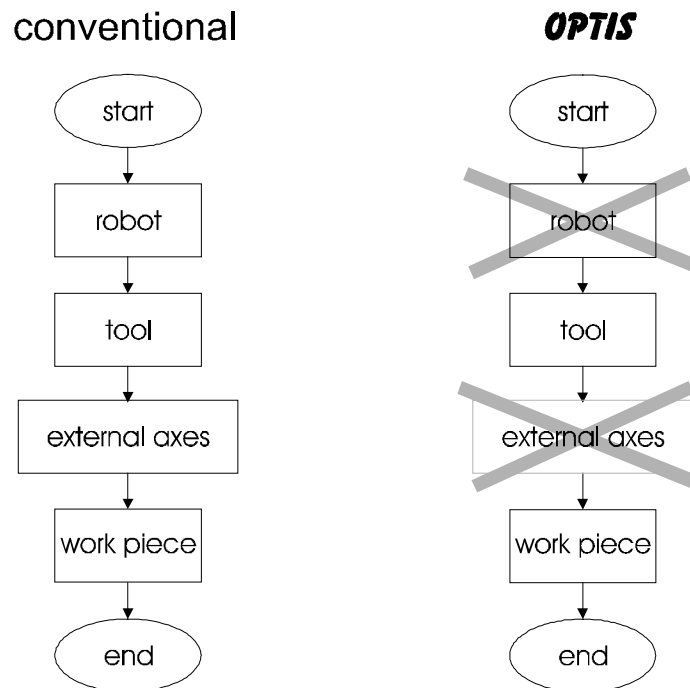 conventional
start
robot
tool
external axes
work piece
end
OPTIS
start
robot
tool
external axes
work piece
end